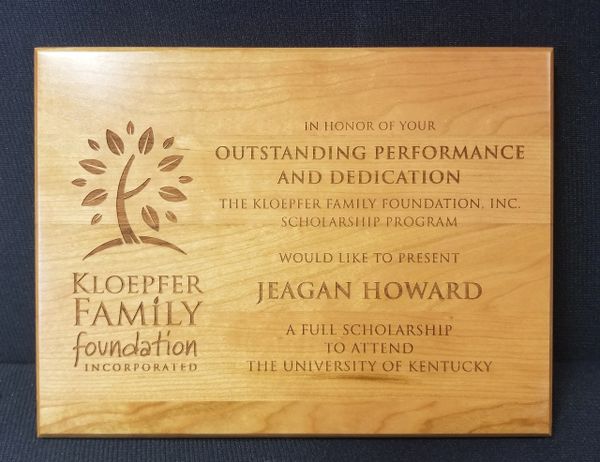 IN HONOR OF YOUR
OUTSTANDING PERFORMANCE
AND DEDICATION
THE KLOEPFER FAMILY FOUNDATION, INC.
SCHOLARSHIP PROGRAM
WOULD LIKE TO PRESENT
JEAGAN HOWARD
A FULL SCHOLARSHIP
TO ATTEND
THE UNIVERSITY OF KENTUCKY
KLOEPFER
FAMiLY
foundation
INCORPORATED